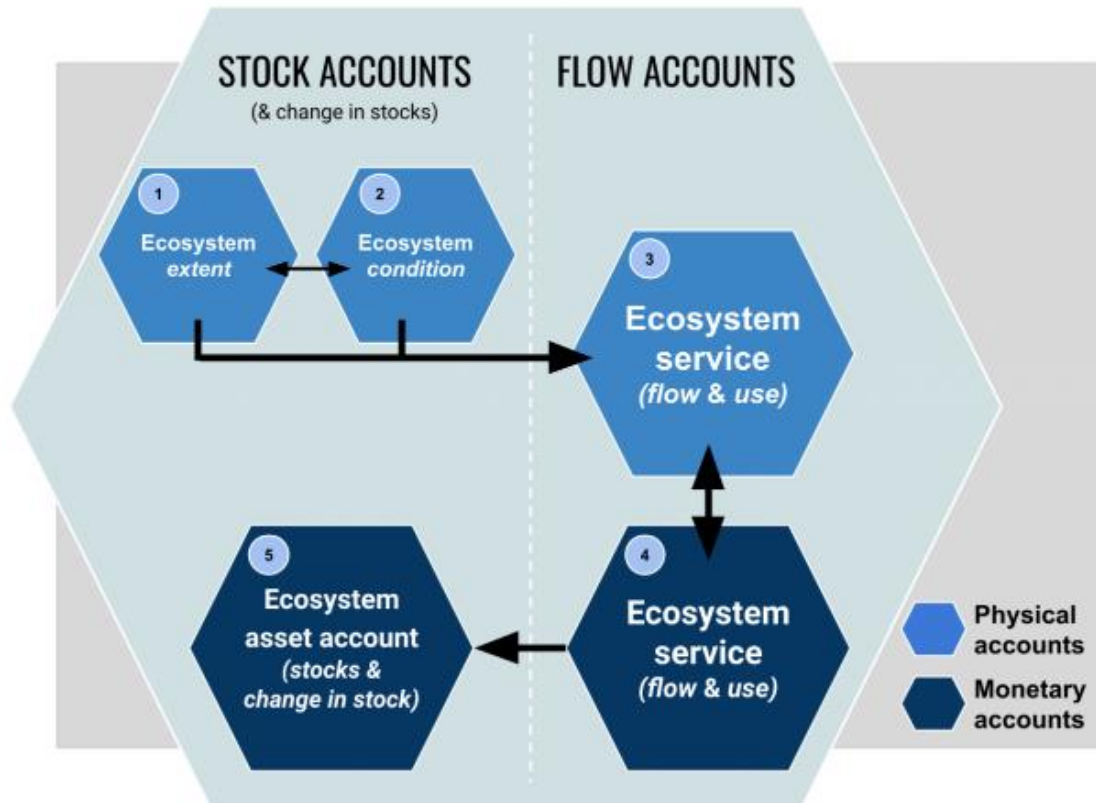 STOCK ACCOUNTS
(& change in stocks)
FLOW ACCOUNTS
1
Ecosystem
extent
2
Ecosystem
condition
3
Ecosystem
service
(flow & use)
5
Ecosystem
asset account
(stocks &
change in stock)
4
Ecosystem
service
(flow & use)
Physical
accounts
Monetary
accounts